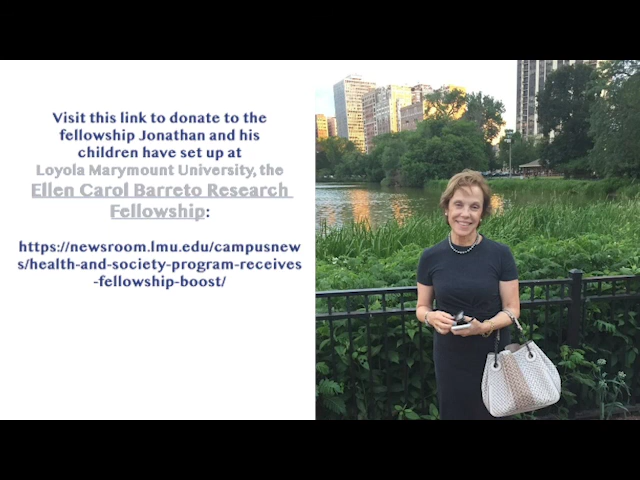 Visit this link to donate to the
fellowship Jonathan and his
children have set up at
Loyola Marymount University, the
Ellen Carol Barreto Research
Fellowship:
https://newsroom.lmu.edu/campusnew
s/health-and-society-program-receives
-fellowship-boost/